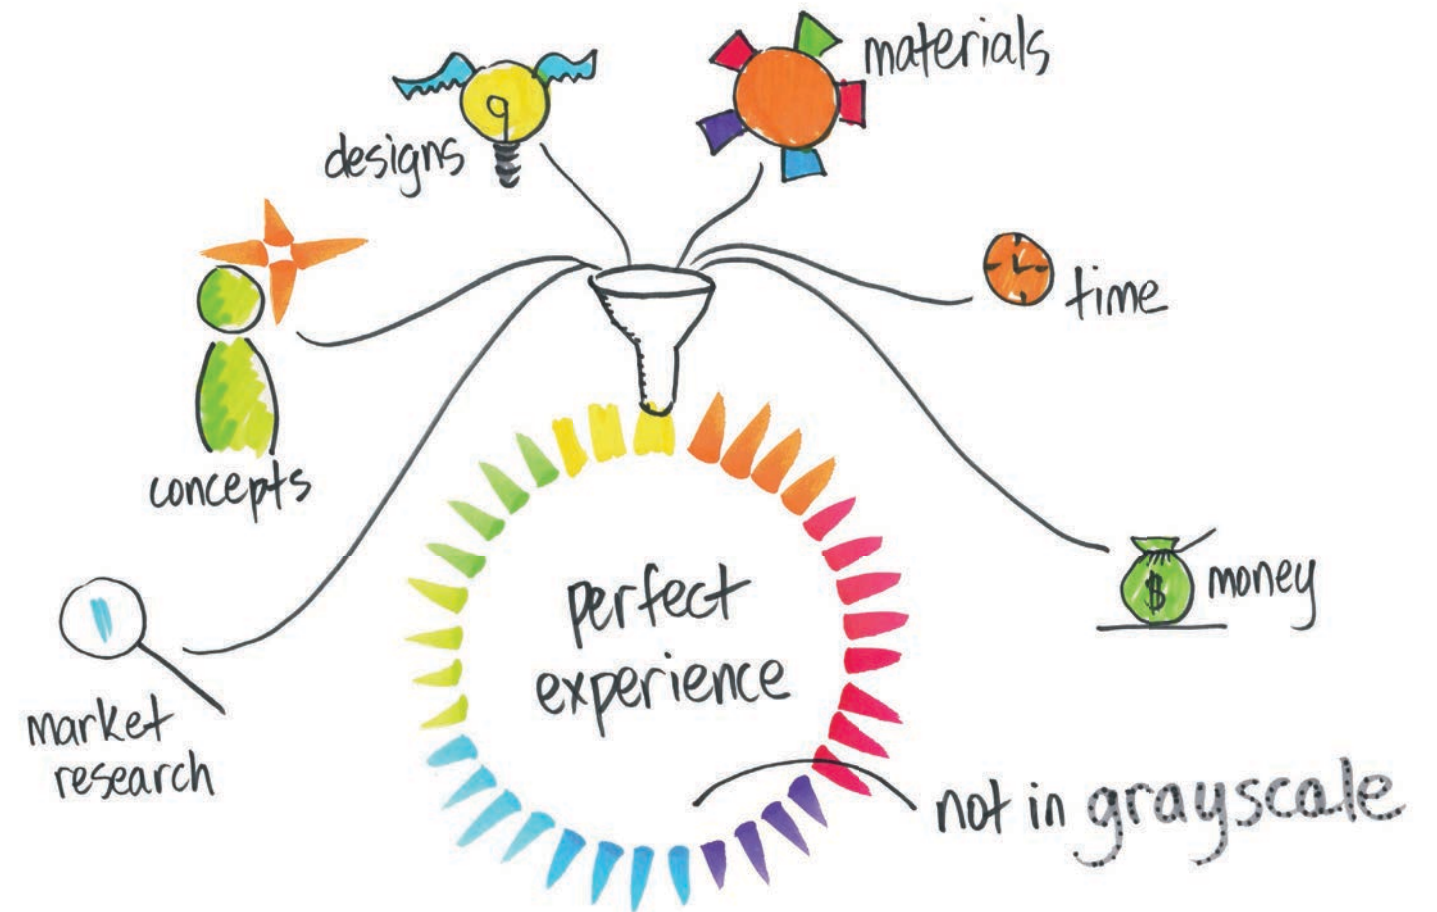 materials
designs
time
concepts
perfect
experience
$
money
market
research
not in grayscale